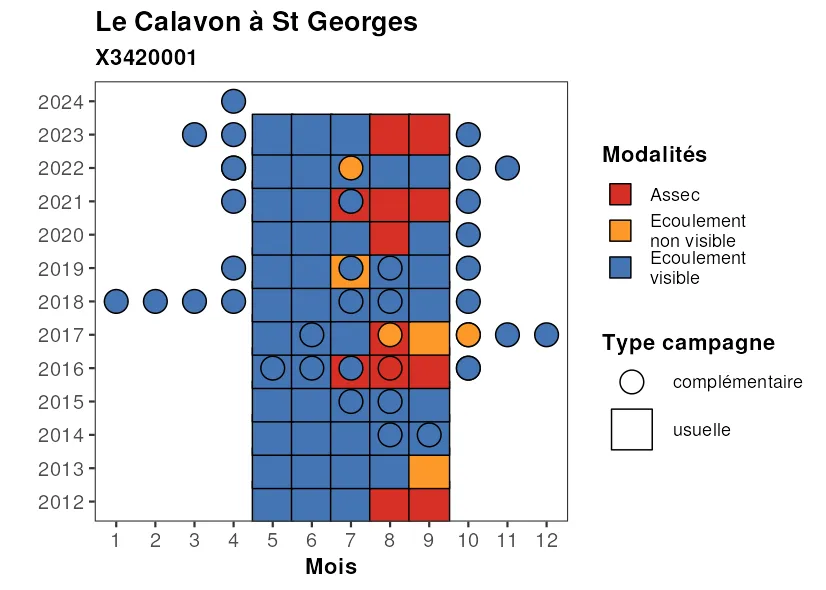 Le Calavon à St Georges
X3420001
2024
2023
2022
2021
2020
2019
2018
2017
2016
2015
2014
2013
2012
1 2 3 4 5 6 7 8 9 10 11 12
Mois
Modalités
Assec
Ecoulement
non visible
Ecoulement
visible
Type campagne
complémentaire
usuelle